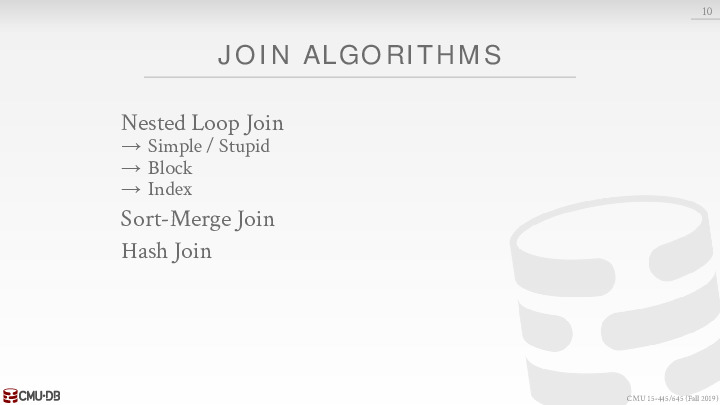 10
JOIN ALGORITHMS
Nested Loop Join
→ Simple / Stupid
→ Block
→ Index
Sort-Merge Join
Hash Join
CMU·DB
CMU 15-445/645 (Fall 2019)